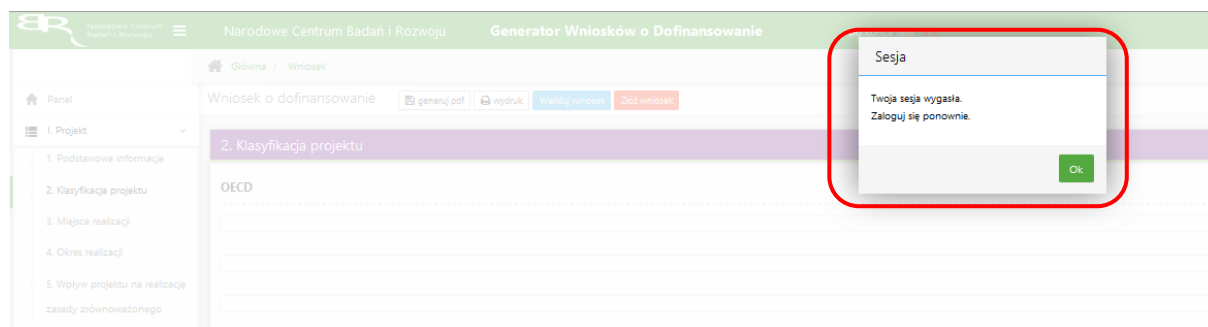 Narodowe Centrum
Badań i Rozwoju
Narodowe Centrum Badań i Rozwoju
Generator Wniosków o Dofinansowanie
Główna / Wniosek
Panel
Wniosek o dofinansowanie
generuj pdf
wydruk
Waliduj wniosek
Złóż wniosek
I. Projekt
1. Podstawowe informacje
2. Klasyfikacja projektu
3. Miejsce realizacji
4. Okres realizacji
5. Wpływ projektu na realizację
zasady zrównoważonego
2. Klasyfikacja projektu
OECD
Sesja
Twoja sesja wygasła.
Zaloguj się ponownie.
Ok